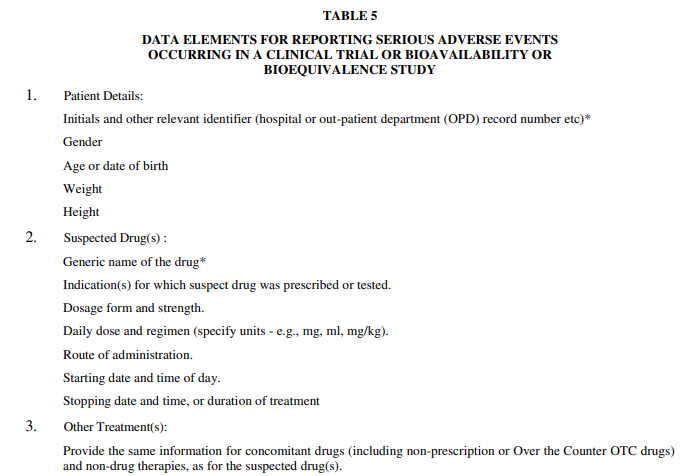 TABLE 5
DATA ELEMENTS FOR REPORTING SERIOUS ADVERSE EVENTS
OCCURRING IN A CLINICAL TRIAL OR BIOAVAILABILITY OR
BIOEQUIVALENCE STUDY
1. Patient Details:
Initials and other relevant identifier (hospital or out-patient department (OPD) record number etc)*
Gender
Age or date of birth
Weight
Height
2. Suspected Drug(s) :
Generic name of the drug*
Indication(s) for which suspect drug was prescribed or tested.
Dosage form and strength.
Daily dose and regimen (specify units - e.g., mg, ml, mg/kg).
Route of administration.
Starting date and time of day.
Stopping date and time, or duration of treatment
3. Other Treatment(s):
Provide the same information for concomitant drugs (including non-prescription or Over the Counter OTC drugs)
and non-drug therapies, as for the suspected drug(s).